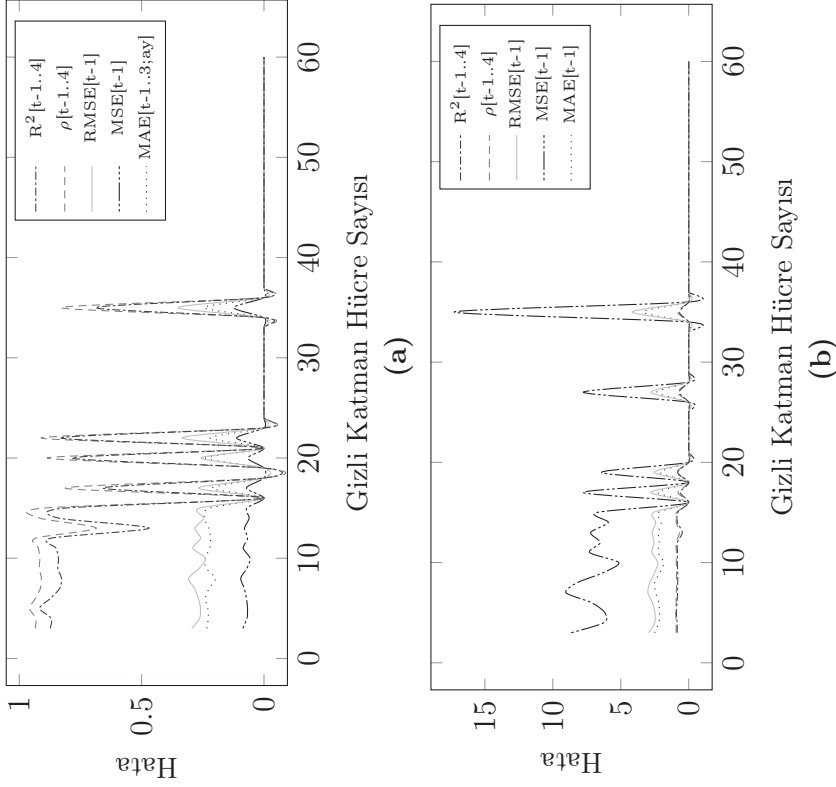 1
0.5
0
Hata
0
10
20
30
40
50
60
Gizli Katman Hücre Sayısı
(a)
R²[t-1..4]
ρ[t-1..4]
RMSE[t-1]
MSE[t-1]
MAE[t-1..3;ay]
15
10
5
0
Hata
0
10
20
30
40
50
60
Gizli Katman Hücre Sayısı
(b)
R²[t-1..4]
ρ[t-1..4]
RMSE[t-1]
MSE[t-1]
MAE[t-1]